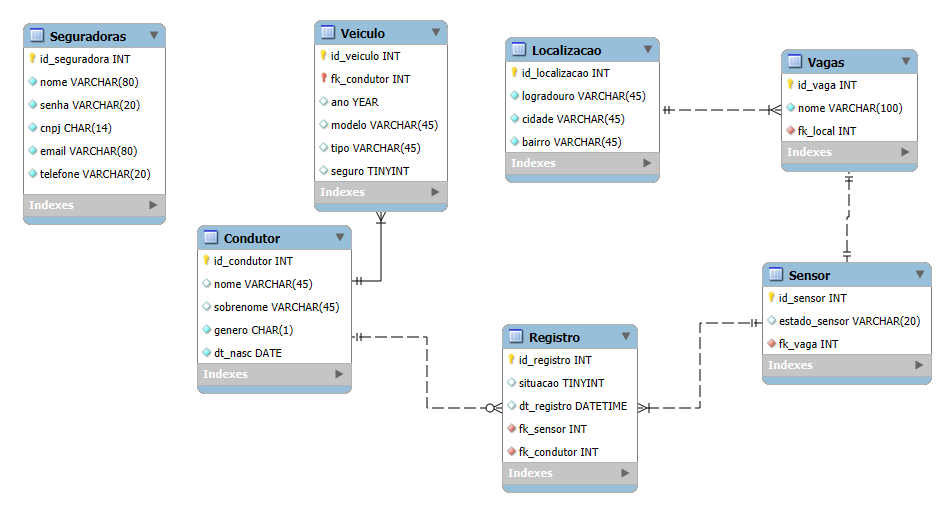 Seguradoras
id_seguradora INT
nome VARCHAR(80)
senha VARCHAR(20)
cnpj CHAR(14)
email VARCHAR(80)
telefone VARCHAR(20)
Indexes
Veiculo
id_veiculo INT
fk_condutor INT
ano YEAR
modelo VARCHAR(45)
tipo VARCHAR(45)
seguro TINYINT
Indexes
Localizacao
id_localizacao INT
logradouro VARCHAR(45)
cidade VARCHAR(45)
bairro VARCHAR(45)
Indexes
Vagas
id_vaga INT
nome VARCHAR(100)
fk_local INT
Indexes
Condutor
id_condutor INT
nome VARCHAR(45)
sobrenome VARCHAR(45)
genero CHAR(1)
dt_nasc DATE
Indexes
Registro
id_registro INT
situacao TINYINT
dt_registro DATETIME
fk_sensor INT
fk_condutor INT
Indexes
Sensor
id_sensor INT
estado_sensor VARCHAR(20)
fk_vaga INT
Indexes